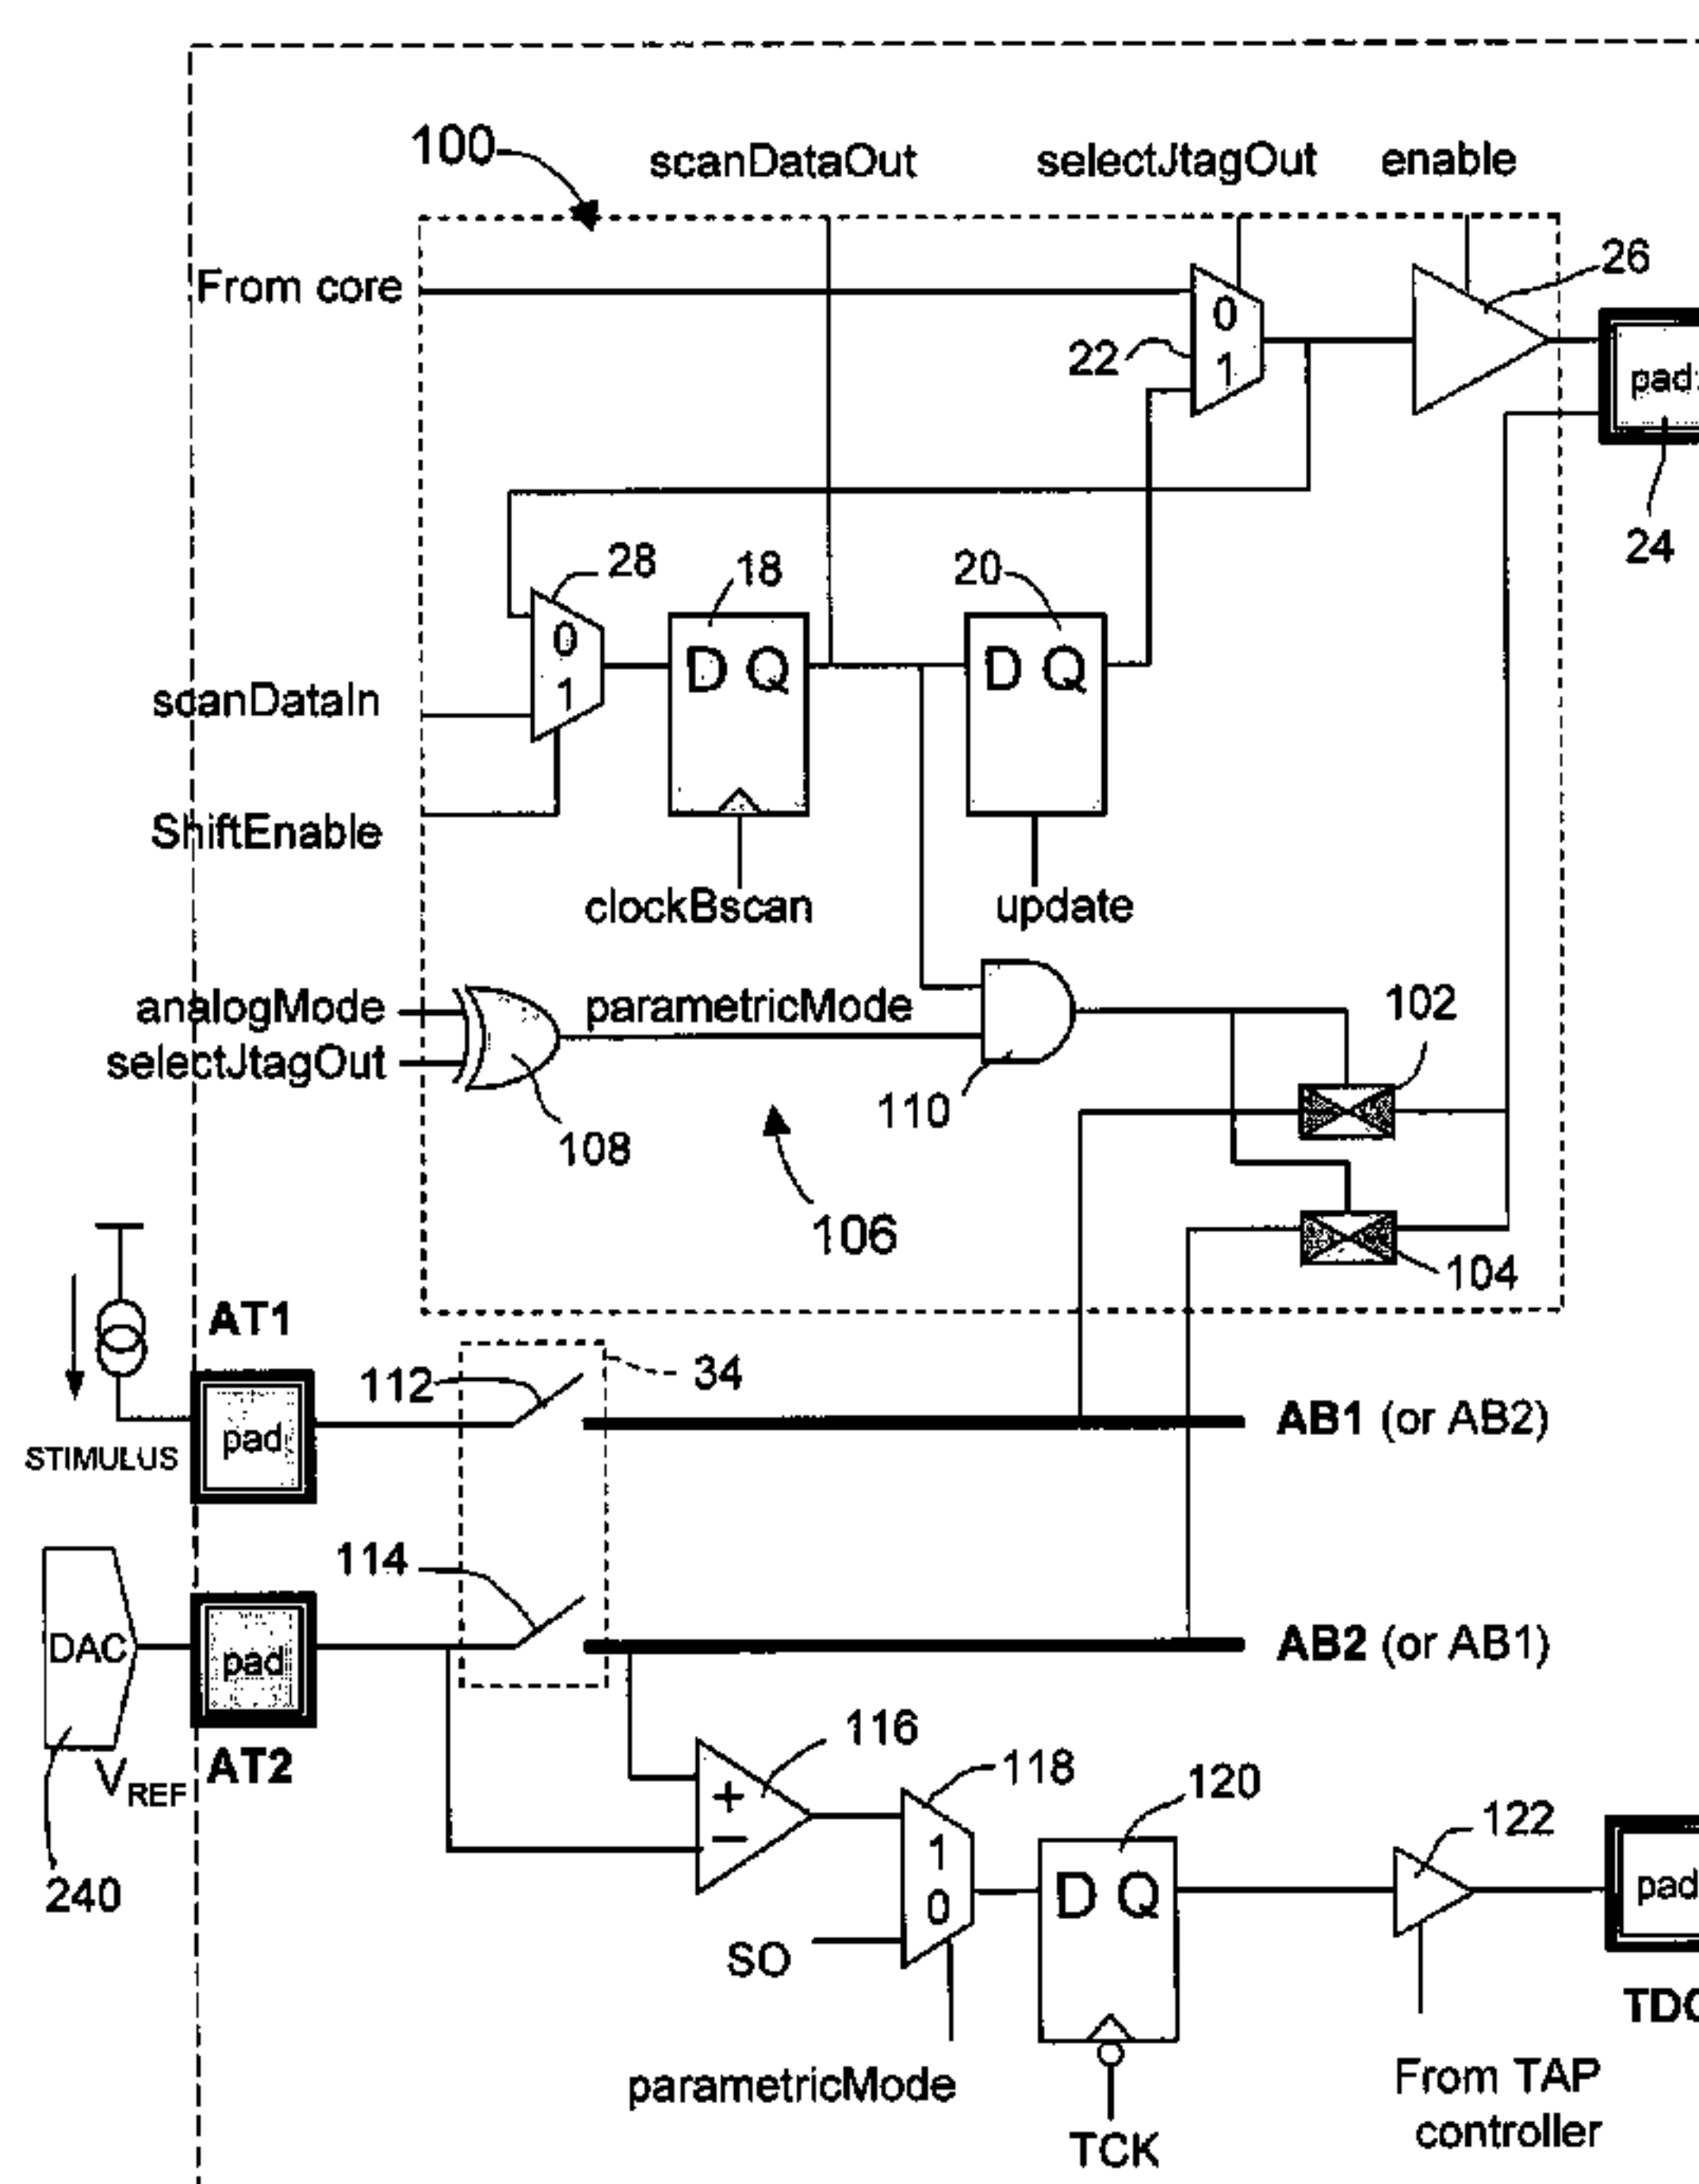 100
scanDataOut
selectJtagOut
enable
From core
26
0
1
22
pad
24
28
18
20
0
1
D Q
D Q
scanDataIn
ShiftEnable
clockBscan
update
analogMode
selectJtagOut
parametricMode
102
110
108
106
104
AT1
112
34
pad
STIMULUS
AB1 (or AB2)
114
DAC
pad
AB2 (or AB1)
VREF
AT2
116
118
120
122
+
−
1
0
D Q
pad
240
SO
TDO
parametricMode
TCK
From TAP
controller